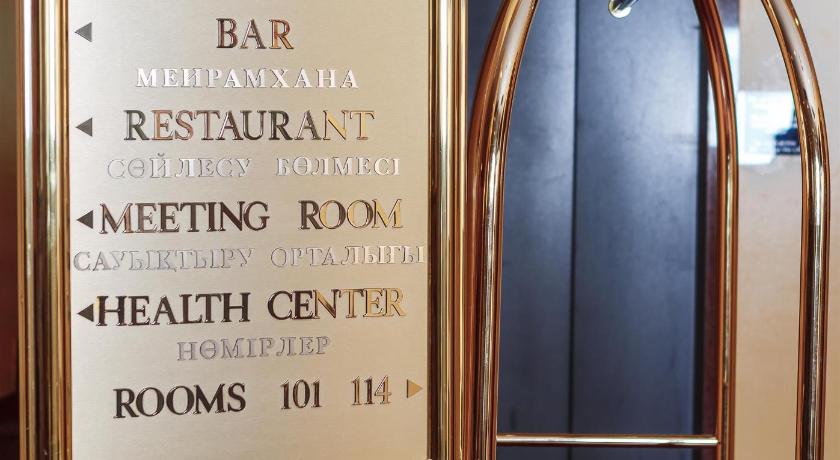 BAR
МЕЙРАМХАНА
RESTAURANT
СӨЙЛЕСУ БӨЛМЕСІ
MEETING ROOM
САУЫҚТЫРУ ОРТАЛЫҒЫ
HEALTH CENTER
НӨМІРЛЕР
ROOMS 101 114